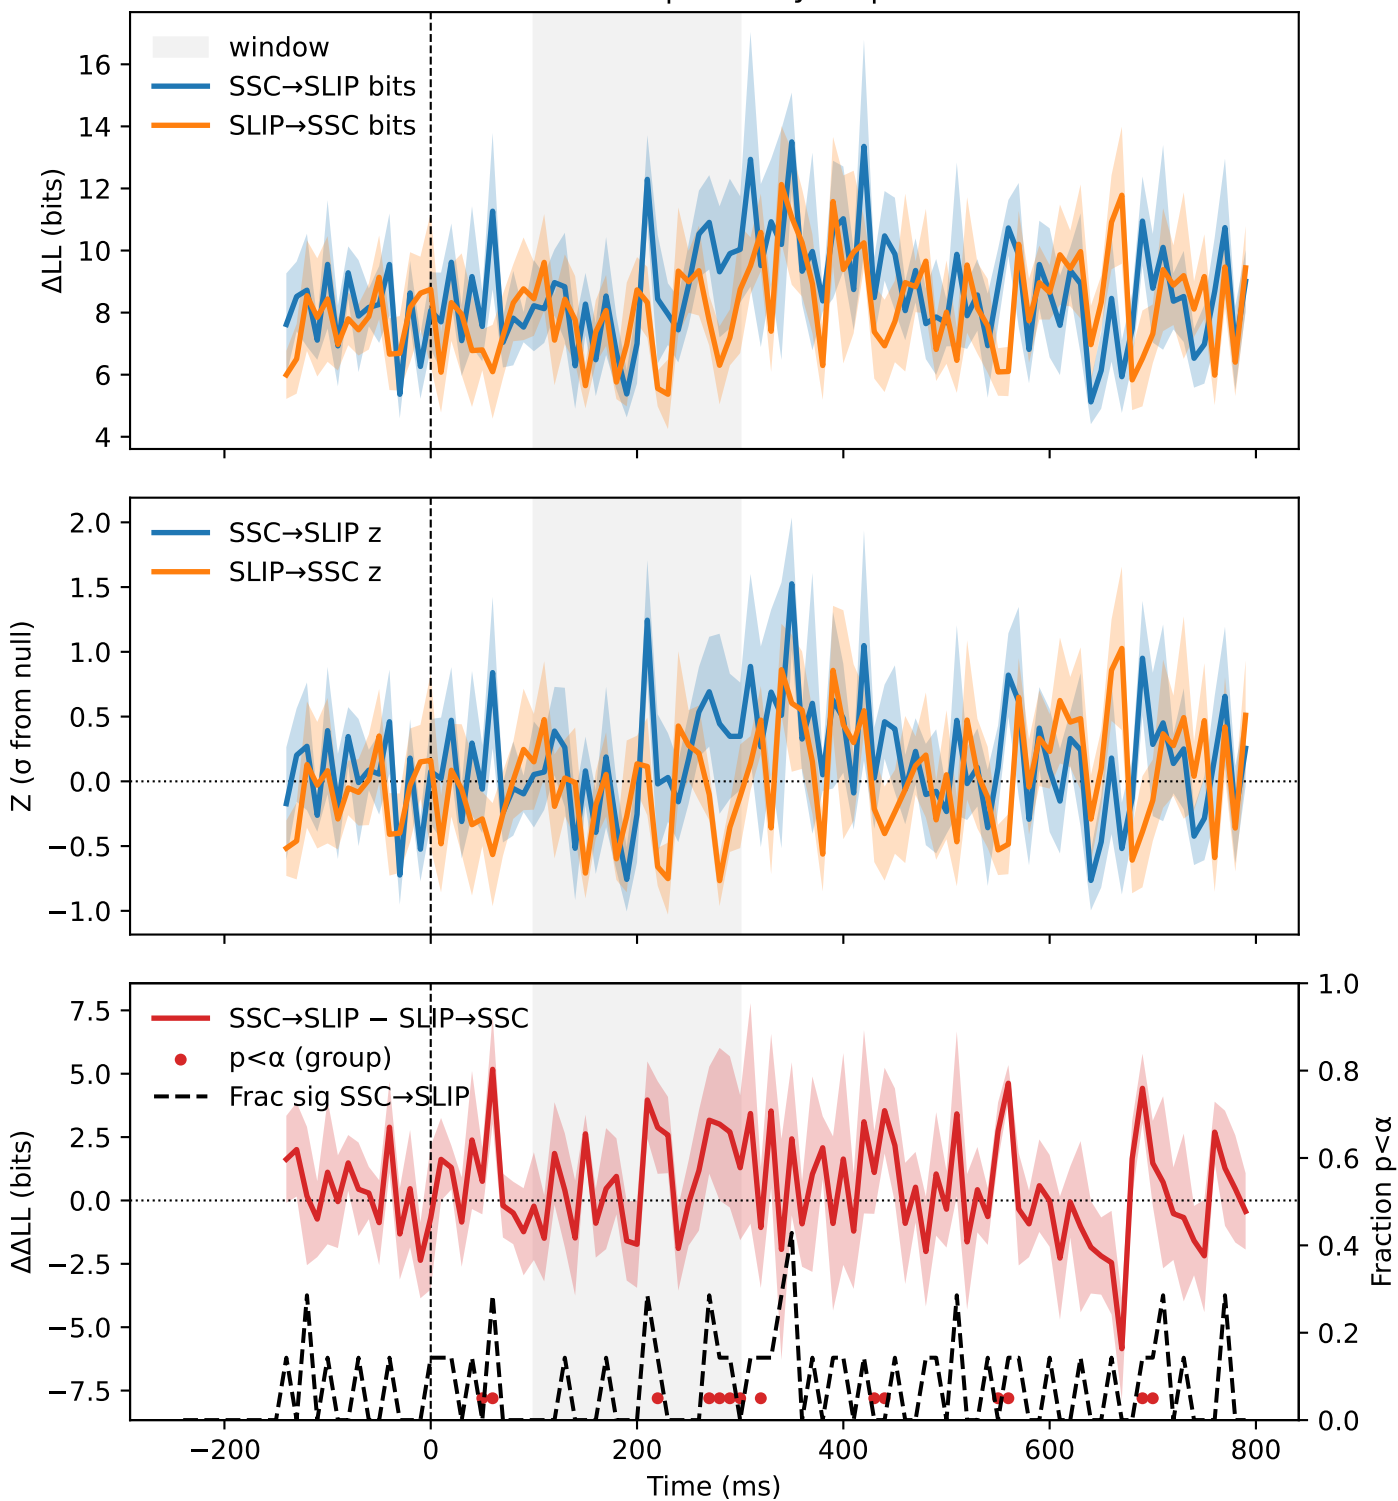 window
SSC→SLIP bits
SLIP→SSC bits
ΔLL (bits)
16
14
12
10
8
6
4
SSC→SLIP z
SLIP→SSC z
Z (σ from null)
2.0
1.5
1.0
0.5
0.0
−0.5
−1.0
SSC→SLIP − SLIP→SSC
p<α (group)
Frac sig SSC→SLIP
ΔΔLL (bits)
7.5
5.0
2.5
0.0
−2.5
−5.0
−7.5
1.0
0.8
0.6
0.4
0.2
0.0
Fraction p<α
−200
0
200
400
600
800
Time (ms)